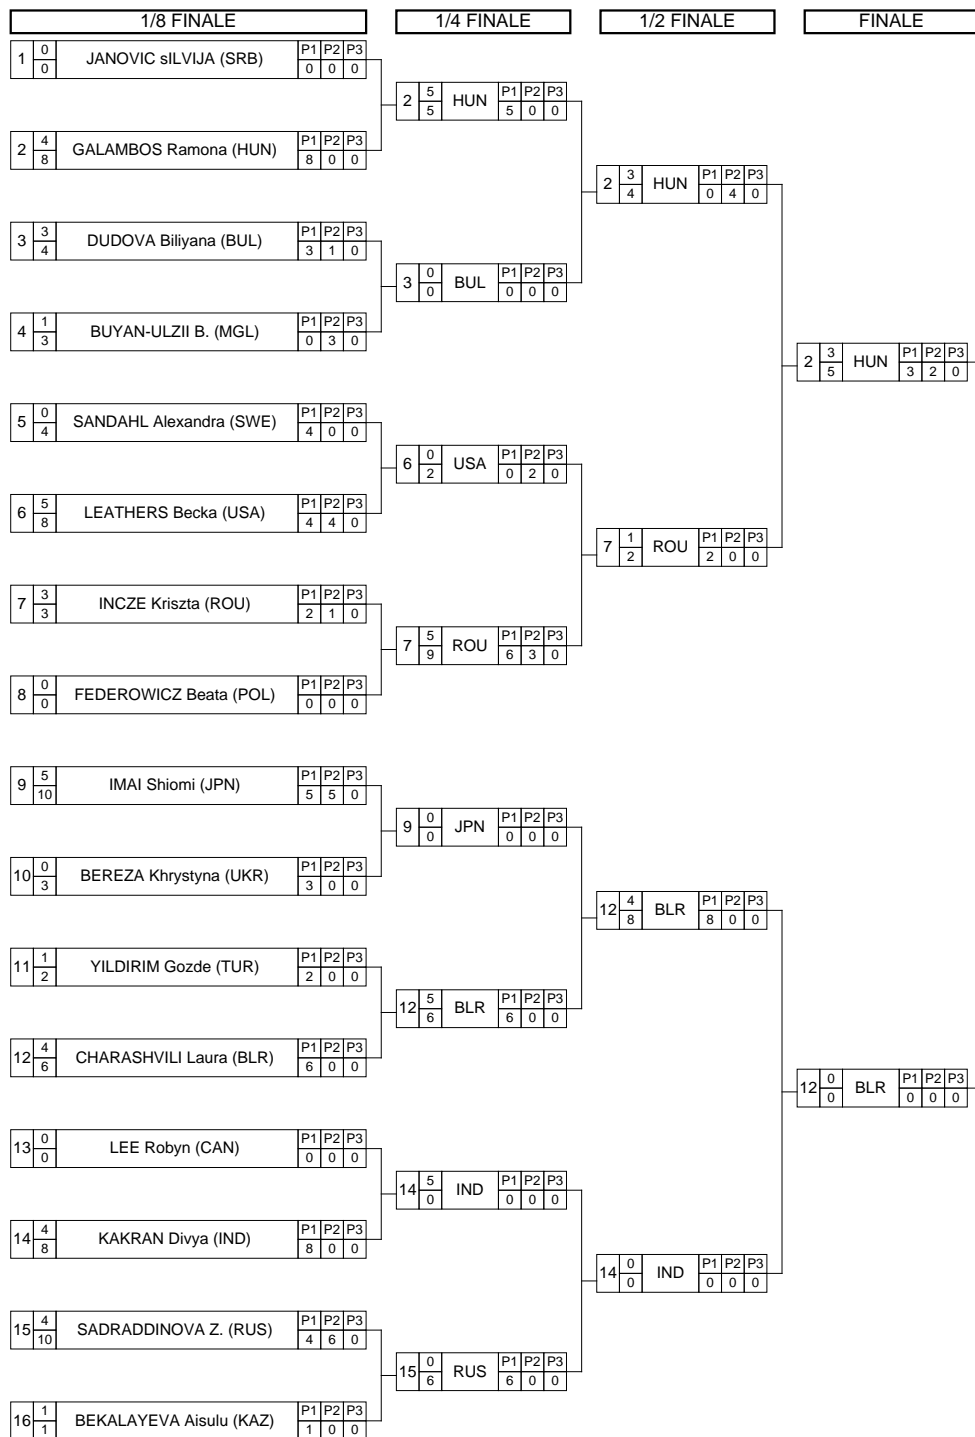 1/8 FINALE 1/4 FINALE 1/2 FINALE FINALE
1 0 0 JANOVIC sILVIJA (SRB) P1 P2 P3 0 0 0
2 5 5 HUN P1 P2 P3 5 0 0
2 4 8 GALAMBOS Ramona (HUN) P1 P2 P3 8 0 0
2 3 4 HUN P1 P2 P3 0 4 0
3 3 4 DUDOVA Biliyana (BUL) P1 P2 P3 3 1 0
3 0 0 BUL P1 P2 P3 0 0 0
4 1 3 BUYAN-ULZII B. (MGL) P1 P2 P3 0 3 0
2 3 5 HUN P1 P2 P3 3 2 0
5 0 4 SANDAHL Alexandra (SWE) P1 P2 P3 4 0 0
6 0 2 USA P1 P2 P3 0 2 0
6 5 8 LEATHERS Becka (USA) P1 P2 P3 4 4 0
7 1 2 ROU P1 P2 P3 2 0 0
7 3 3 INCZE Kriszta (ROU) P1 P2 P3 2 1 0
7 5 9 ROU P1 P2 P3 6 3 0
8 0 0 FEDEROWICZ Beata (POL) P1 P2 P3 0 0 0
9 5 10 IMAI Shiomi (JPN) P1 P2 P3 5 5 0
9 0 0 JPN P1 P2 P3 0 0 0
10 0 3 BEREZA Khrystyna (UKR) P1 P2 P3 3 0 0
12 4 8 BLR P1 P2 P3 8 0 0
11 1 2 YILDIRIM Gozde (TUR) P1 P2 P3 2 0 0
12 5 6 BLR P1 P2 P3 6 0 0
12 4 6 CHARASHVILI Laura (BLR) P1 P2 P3 6 0 0
12 0 0 BLR P1 P2 P3 0 0 0
13 0 0 LEE Robyn (CAN) P1 P2 P3 0 0 0
14 5 0 IND P1 P2 P3 0 0 0
14 4 8 KAKRAN Divya (IND) P1 P2 P3 8 0 0
14 0 0 IND P1 P2 P3 0 0 0
15 4 10 SADRADDINOVA Z. (RUS) P1 P2 P3 4 6 0
15 0 6 RUS P1 P2 P3 6 0 0
16 1 1 BEKALAYEVA Aisulu (KAZ) P1 P2 P3 1 0 0